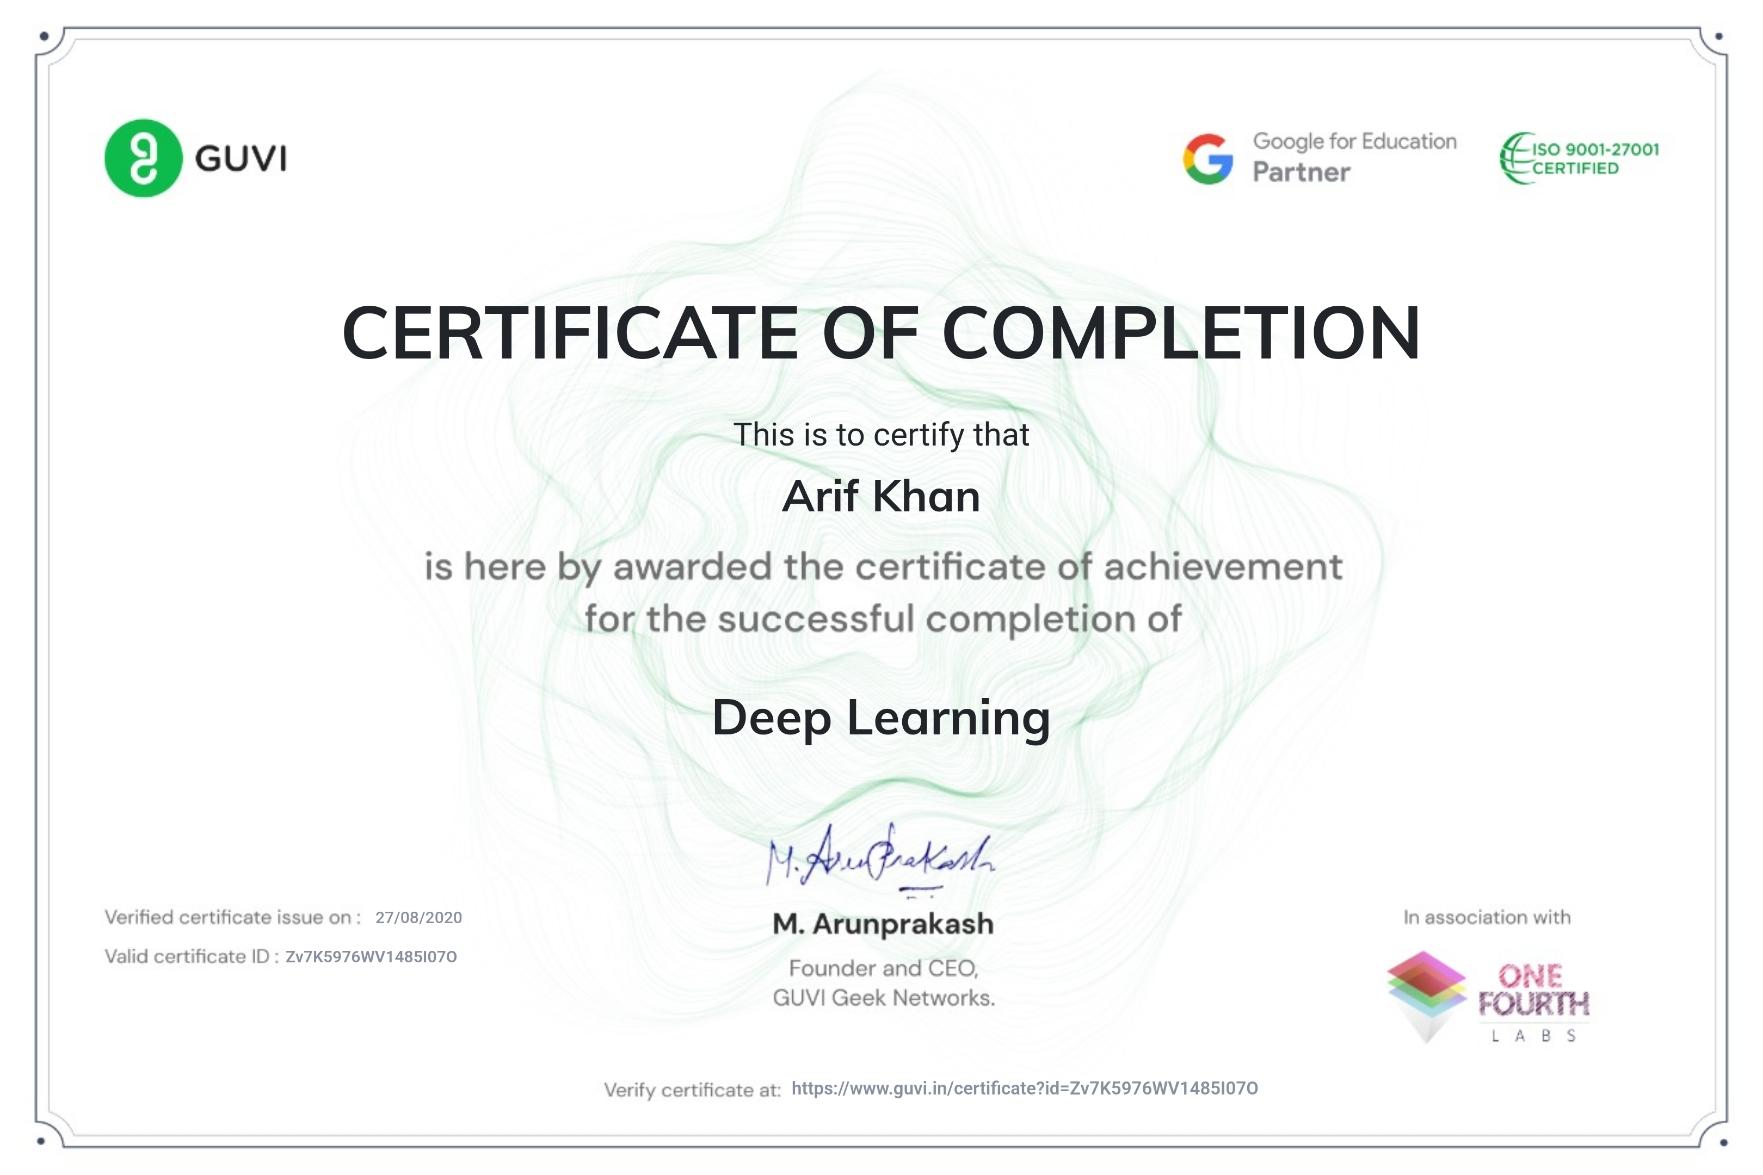 GUVI
Google for Education
Partner
ISO 9001-27001
CERTIFIED
CERTIFICATE OF COMPLETION
This is to certify that
Arif Khan
is here by awarded the certificate of achievement
for the successful completion of
Deep Learning
M. Arunprakash
M. Arunprakash
Founder and CEO,
GUVI Geek Networks.
Verified certificate issue on : 27/08/2020
Valid certificate ID : Zv7K5976WV1485I07O
In association with
ONE
FOURTH
LABS
Verify certificate at: https://www.guvi.in/certificate?id=Zv7K5976WV1485I07O